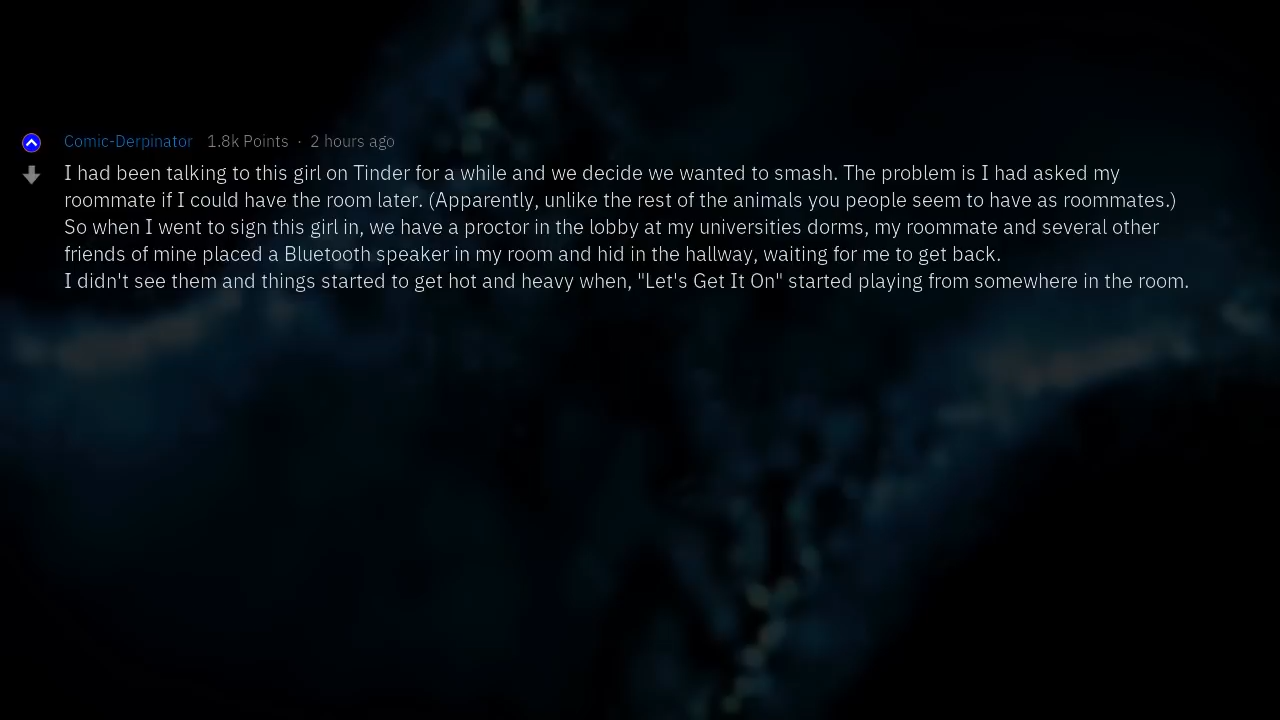 Comic-Derpinator 1.8k Points · 2 hours ago
I had been talking to this girl on Tinder for a while and we decide we wanted to smash. The problem is I had asked my
roommate if I could have the room later. (Apparently, unlike the rest of the animals you people seem to have as roommates.)
So when I went to sign this girl in, we have a proctor in the lobby at my universities dorms, my roommate and several other
friends of mine placed a Bluetooth speaker in my room and hid in the hallway, waiting for me to get back.
I didn't see them and things started to get hot and heavy when, "Let's Get It On" started playing from somewhere in the room.